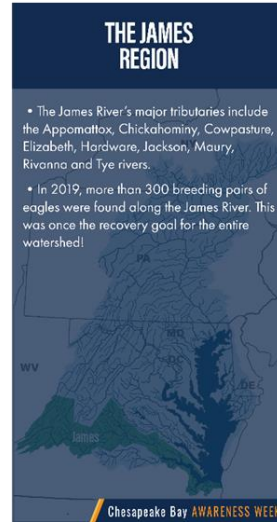 THE JAMES
REGION
• The James River's major tributaries include
the Appomattox, Chickahominy, Cowpasture,
Elizabeth, Hardware, Jackson, Maury,
Rivanna and Tye rivers.
• In 2019, more than 300 breeding pairs of
eagles were found along the James River. This
was once the recovery goal for the entire
watershed!
PA
MD
DC
DE
WV
James
Chesapeake Bay AWARENESS WEEK